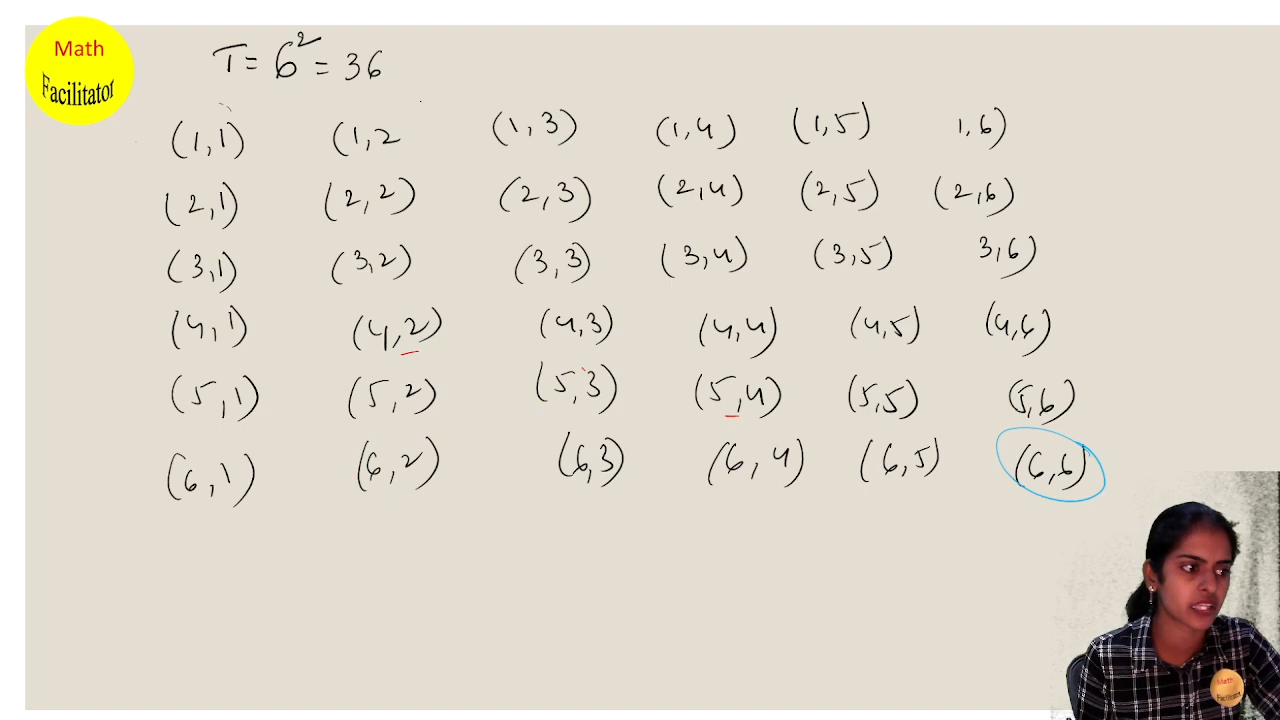 Math
Facilitator
T = 6² = 36
(1,1) (1,2 (1,3) (1,4) (1,5) 1,6)
(2,1) (2,2) (2,3) (2,4) (2,5) (2,6)
(3,1) (3,2) (3,3) (3,4) (3,5) 3,6)
(4,1) (4,2) (4,3) (4,4) (4,5) (4,6)
(5,1) (5,2) (5,3) (5,4) (5,5) (5,6)
(6,1) (6,2) (6,3) (6,4) (6,5) (6,6)
Math
Facilitator